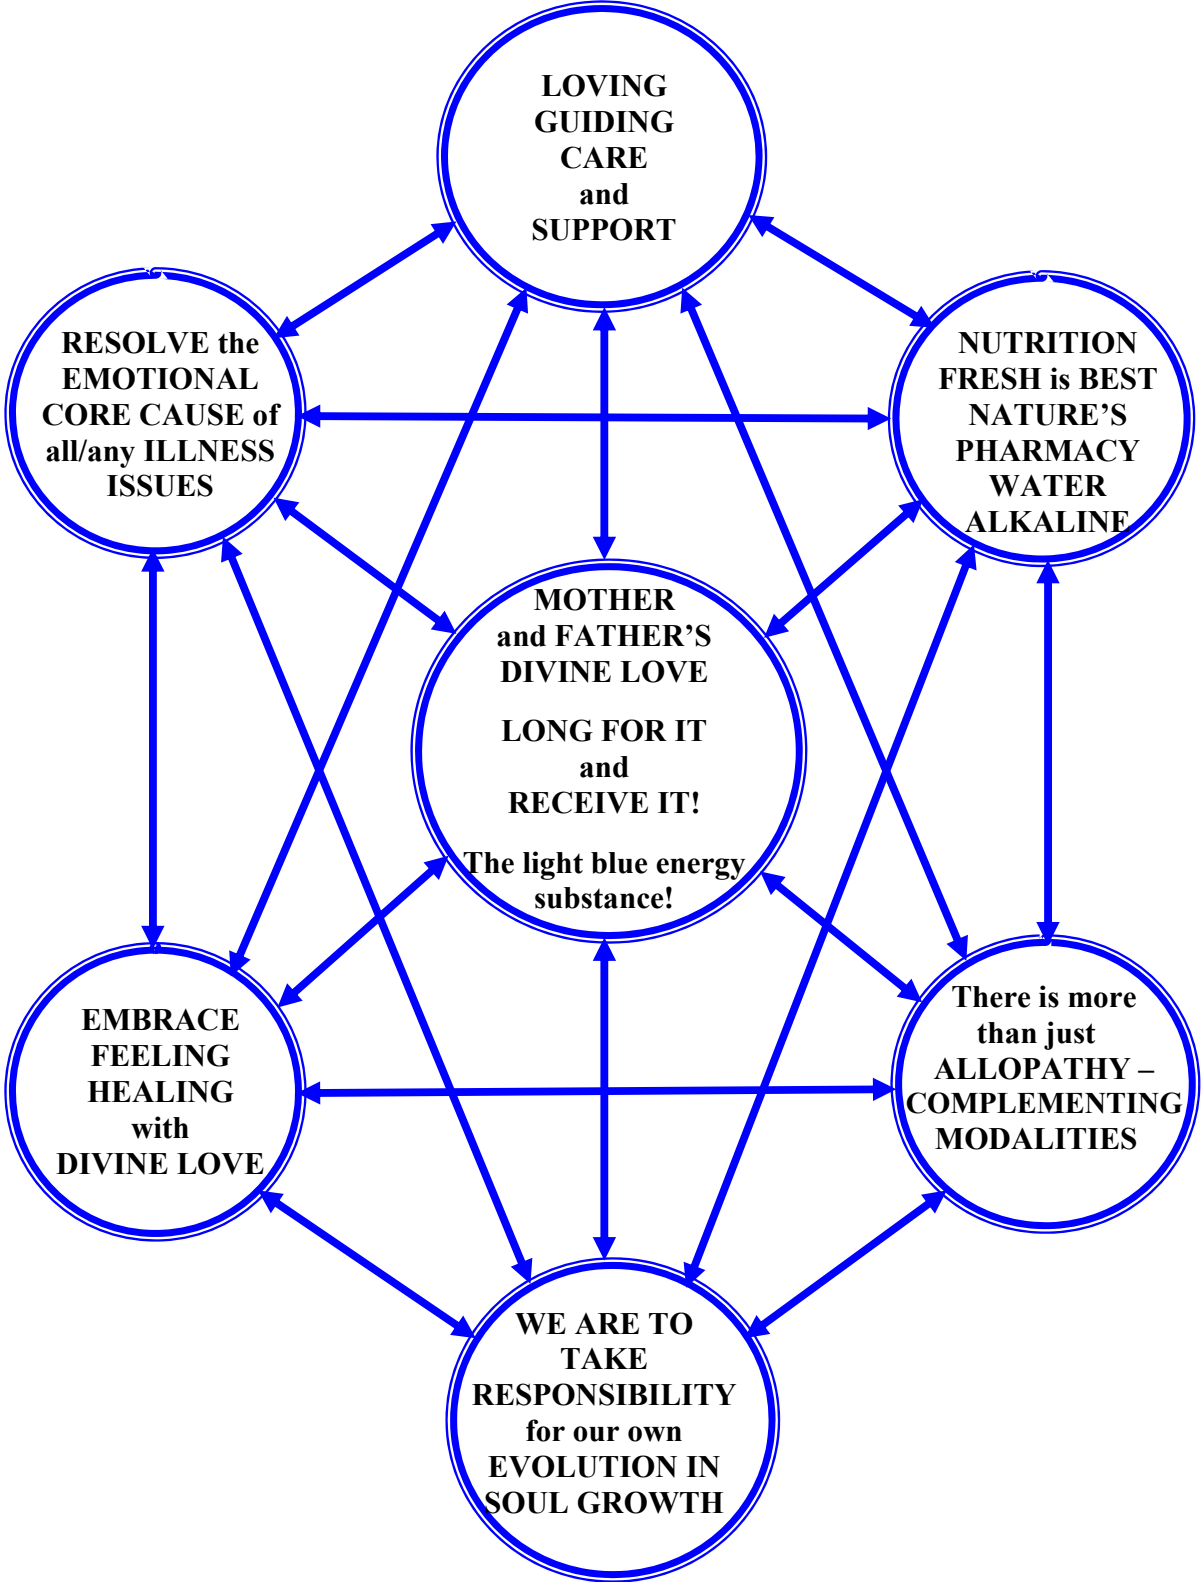 LOVING
GUIDING
CARE
and
SUPPORT
RESOLVE the
EMOTIONAL
CORE CAUSE of
all/any ILLNESS
ISSUES
NUTRITION
FRESH is BEST
NATURE’S
PHARMACY
WATER
ALKALINE
MOTHER
and FATHER’S
DIVINE LOVE
LONG FOR IT
and
RECEIVE IT!
The light blue energy
substance!
EMBRACE
FEELING
HEALING
with
DIVINE LOVE
There is more
than just
ALLOPATHY –
COMPLEMENTING
MODALITIES
WE ARE TO
TAKE
RESPONSIBILITY
for our own
EVOLUTION IN
SOUL GROWTH